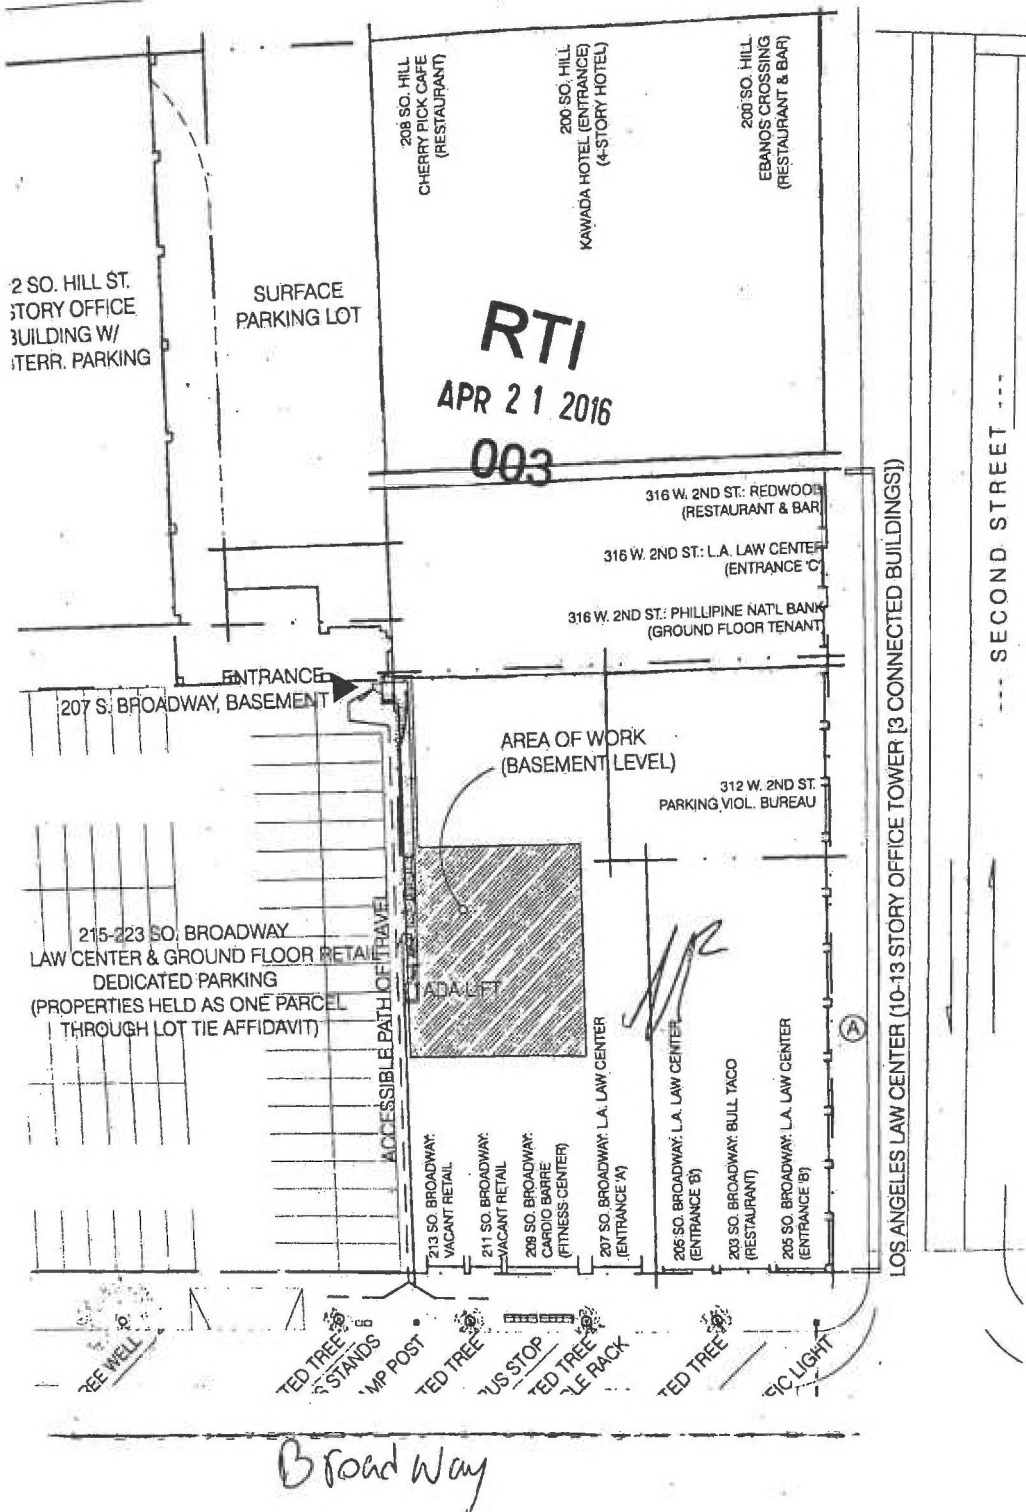 208 SO. HILL
CHERRY PICK CAFE
(RESTAURANT)
200 SO. HILL
KAWADA HOTEL (ENTRANCE)
(4-STORY HOTEL)
200 SO. HILL
EBANOS CROSSING
(RESTAURANT & BAR)
2 SO. HILL ST.
STORY OFFICE
BUILDING W/
TERR. PARKING
SURFACE
PARKING LOT
RTI
APR 21 2016
003
316 W. 2ND ST.: REDWOOD
(RESTAURANT & BAR)
316 W. 2ND ST.: L.A. LAW CENTER
(ENTRANCE 'C')
316 W. 2ND ST.: PHILLIPINE NAT'L BANK
(GROUND FLOOR TENANT)
ENTRANCE
207 S. BROADWAY, BASEMENT
AREA OF WORK
(BASEMENT LEVEL)
312 W. 2ND ST.
PARKING VIOL. BUREAU
215-223 SO. BROADWAY
LAW CENTER & GROUND FLOOR RETAIL
DEDICATED PARKING
(PROPERTIES HELD AS ONE PARCEL
THROUGH LOT TIE AFFIDAVIT)
ACCESSIBLE PATH OF TRAVEL
ADA LIFT
213 SO. BROADWAY:
VACANT RETAIL
211 SO. BROADWAY:
VACANT RETAIL
209 SO. BROADWAY:
CARDIO BARRE
(FITNESS CENTER)
207 SO. BROADWAY: L.A. LAW CENTER
(ENTRANCE 'A')
205 SO. BROADWAY: L.A. LAW CENTER
(ENTRANCE 'B')
203 SO. BROADWAY: BULL TACO
(RESTAURANT)
205 SO. BROADWAY: L.A. LAW CENTER
(ENTRANCE 'B')
A
LOS ANGELES LAW CENTER (10-13 STORY OFFICE TOWER [3 CONNECTED BUILDINGS])
--- SECOND STREET ---
EE WELL
TED TREE
S STANDS
MP POST
TED TREE
US STOP
TED TREE
LE RACK
TED TREE
FIC LIGHT
Broadway